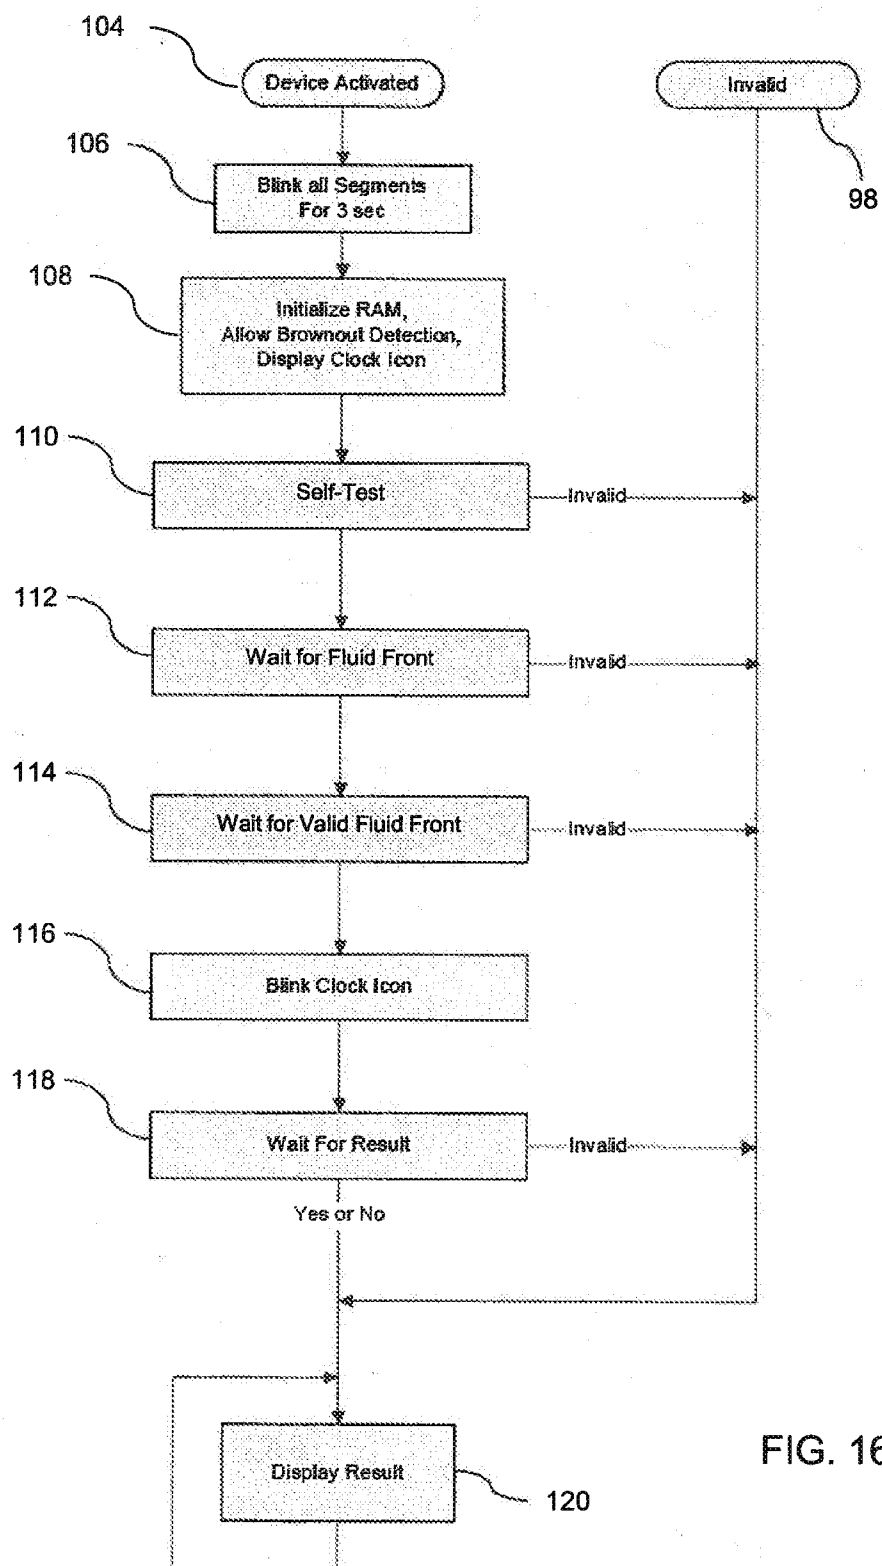 104
Device Activated
Invalid
98
106
Blink all Segments
For 3 sec
108
Initialize RAM,
Allow Brownout Detection,
Display Clock Icon
110
Self-Test
Invalid
112
Wait for Fluid Front
Invalid
114
Wait for Valid Fluid Front
Invalid
116
Blink Clock Icon
118
Wait For Result
Invalid
Yes or No
Display Result
120
FIG. 16